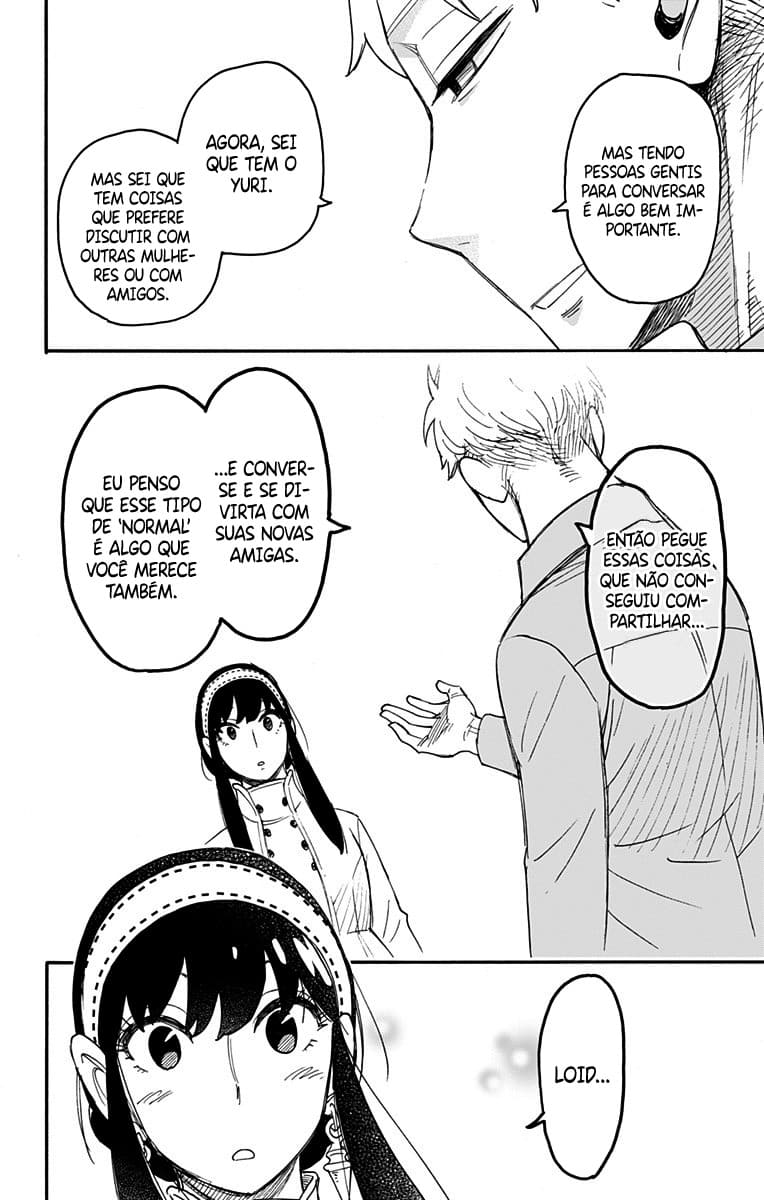 MAS TENDO
PESSOAS GENTIS
PARA CONVERSAR
É ALGO BEM IM-
PORTANTE.
AGORA, SEI
QUE TEM O
YURI.
MAS SEI QUE
TEM COISAS
QUE PREFERE
DISCUTIR COM
OUTRAS MULHE-
RES OU COM
AMIGOS.
ENTÃO PEGUE
ESSAS COISAS,
QUE NÃO CON-
SEGUIU COM-
PARTILHAR...
...E CONVER-
SE E SE DI-
VIRTA COM
SUAS NOVAS
AMIGAS.
EU PENSO
QUE ESSE TIPO
DE 'NORMAL'
É ALGO QUE
VOCÊ MERECE
TAMBÉM.
LOID...